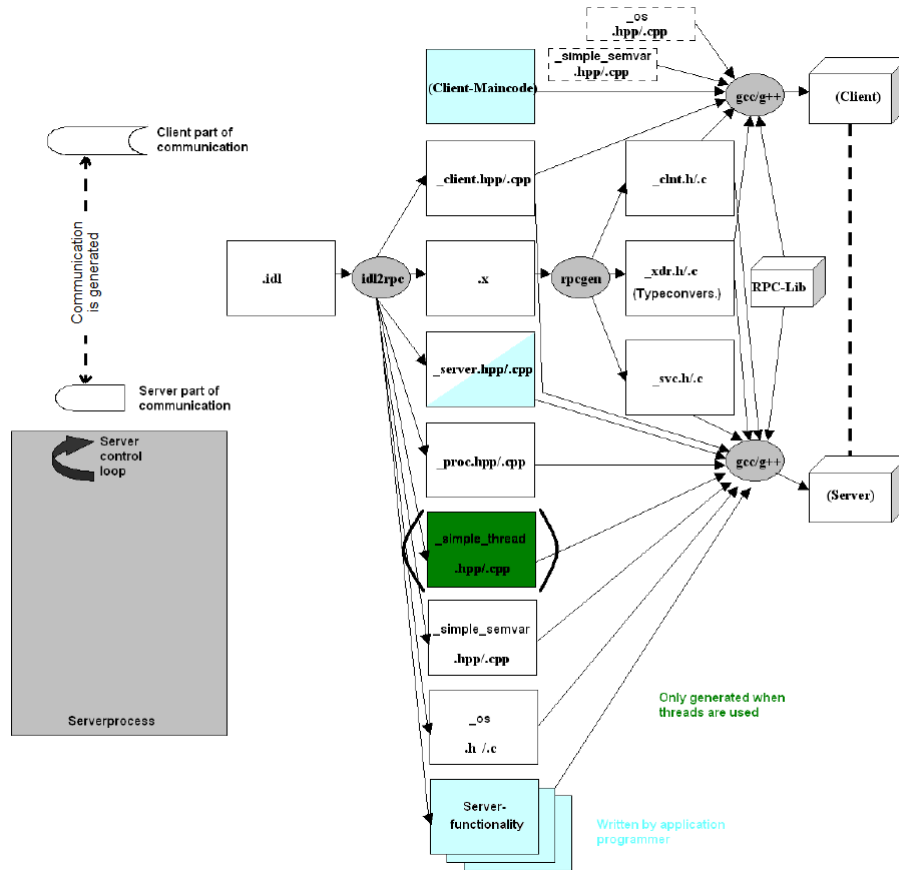 _os
.hpp/.cpp
_simple_semvar
.hpp/.cpp
(Client-Maincode)
gcc/g++
(Client)
Client part of
communication
_client.hpp/.cpp
_clnt.h/.c
Communication
is generated
.idl
idl2rpc
.x
rpcgen
_xdr.h/.c
(Typeconvers.)
RPC-Lib
_server.hpp/.cpp
_svc.h/.c
Server part of
communication
Server
control
loop
_proc.hpp/.cpp
gcc/g++
(Server)
_simple_thread
.hpp/.cpp
_simple_semvar
.hpp/.cpp
Only generated when
threads are used
Serverprocess
_os
.h /.c
Server-
functionality
Written by application
programmer